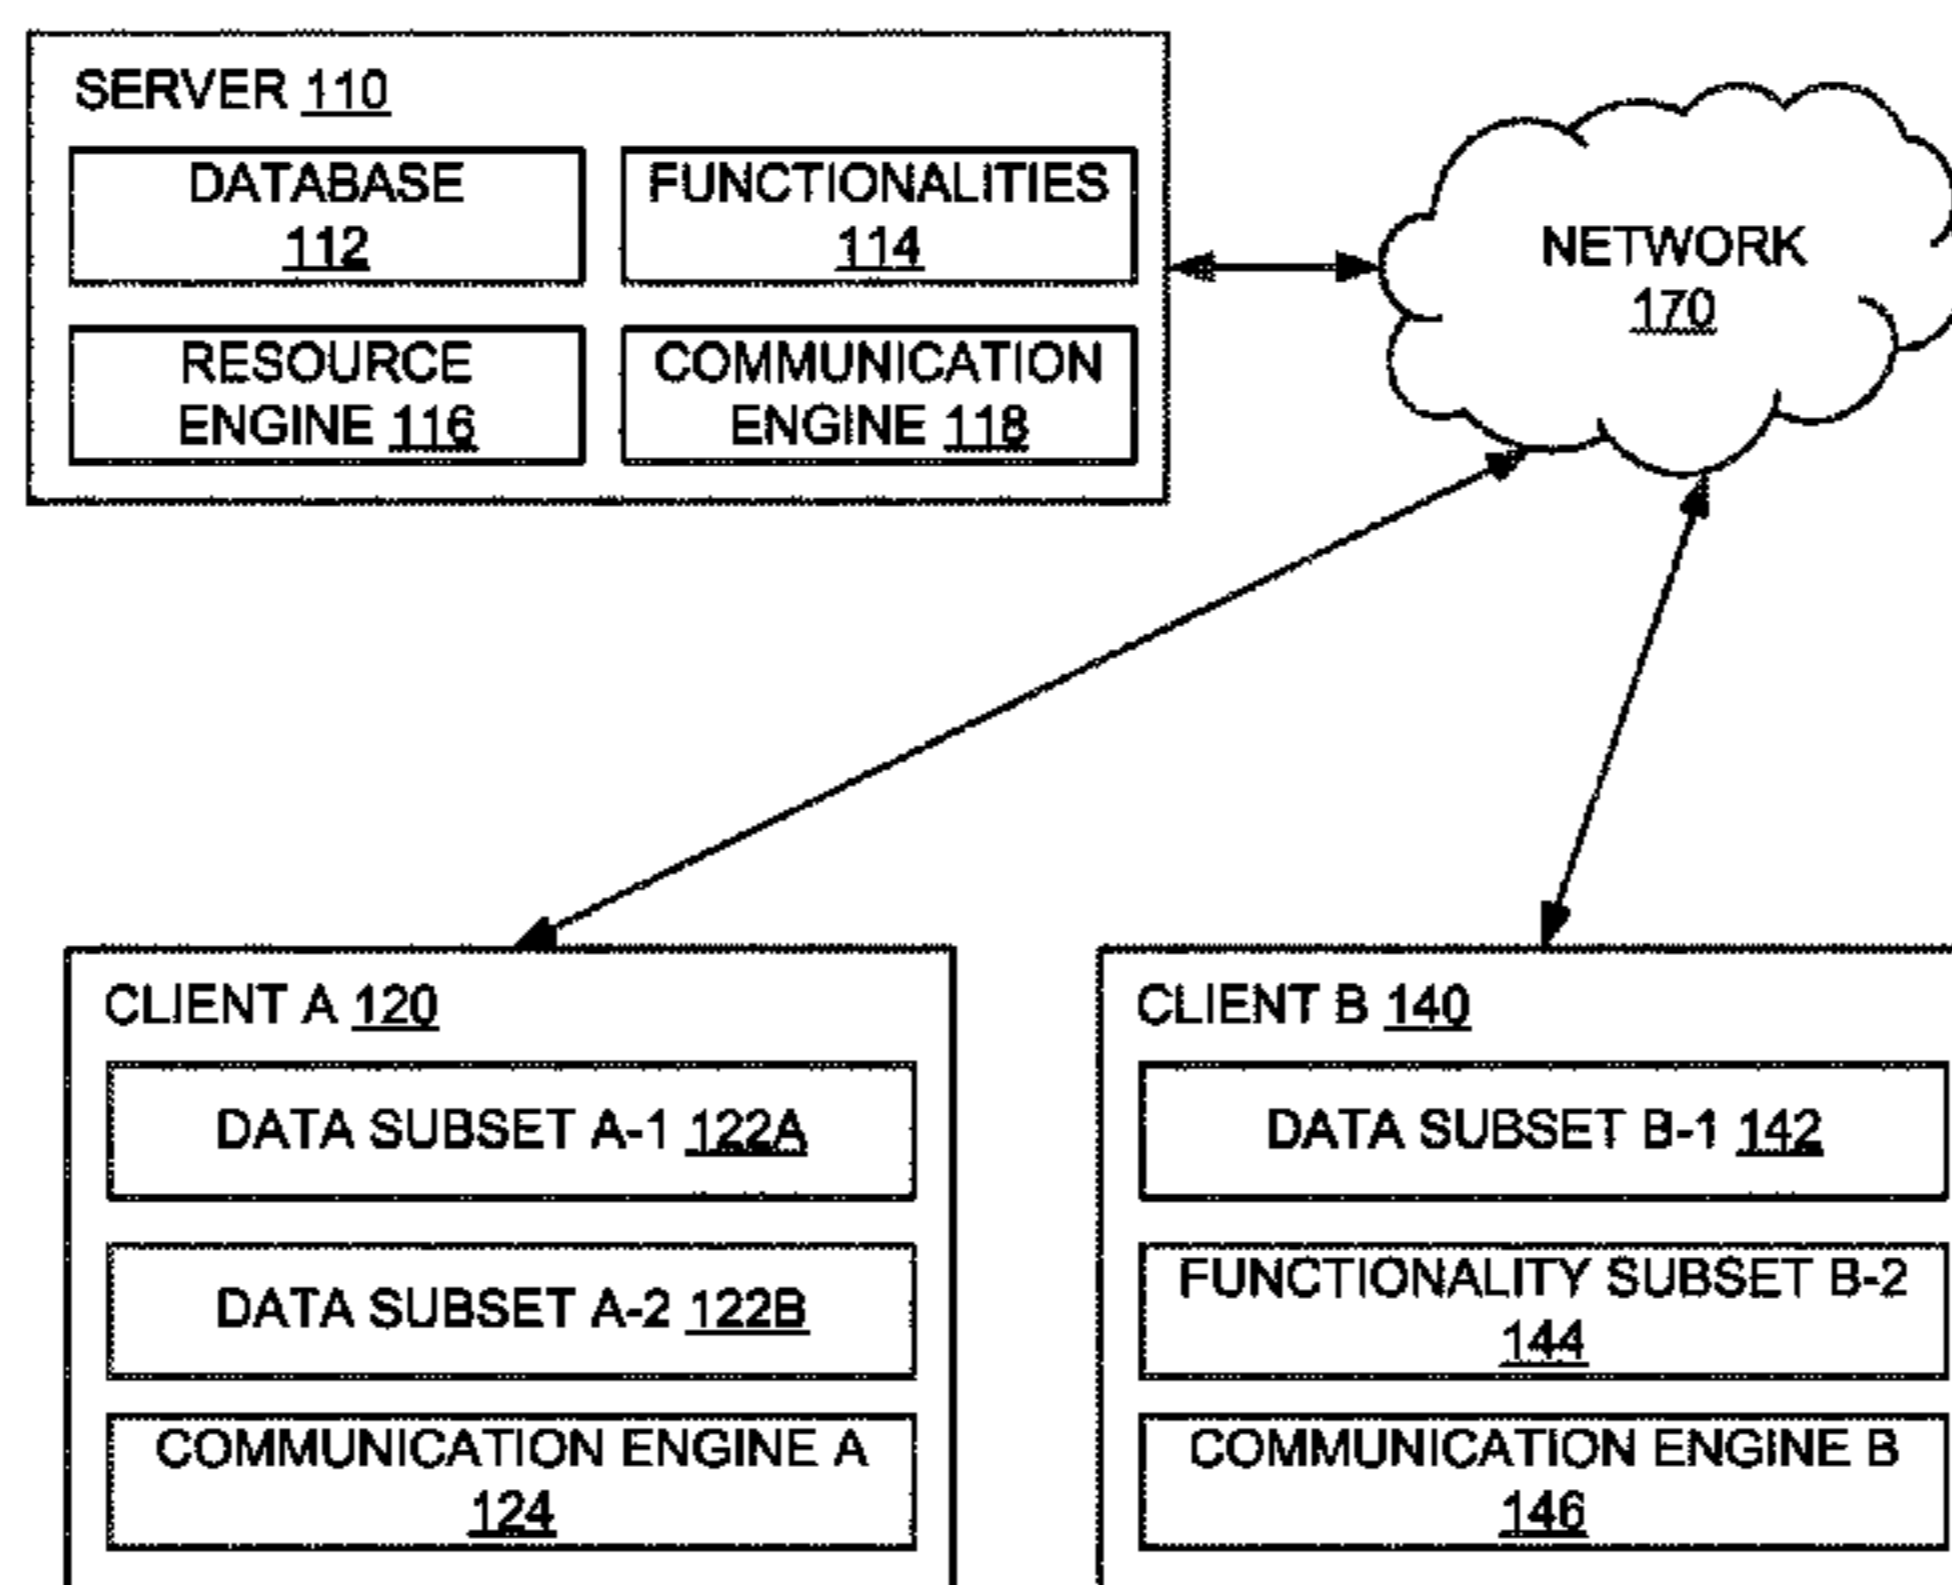 SERVER 110
DATABASE
112
FUNCTIONALITIES
114
RESOURCE
ENGINE 116
COMMUNICATION
ENGINE 118
NETWORK
170
CLIENT A 120
DATA SUBSET A-1 122A
DATA SUBSET A-2 122B
COMMUNICATION ENGINE A
124
CLIENT B 140
DATA SUBSET B-1 142
FUNCTIONALITY SUBSET B-2
144
COMMUNICATION ENGINE B
146